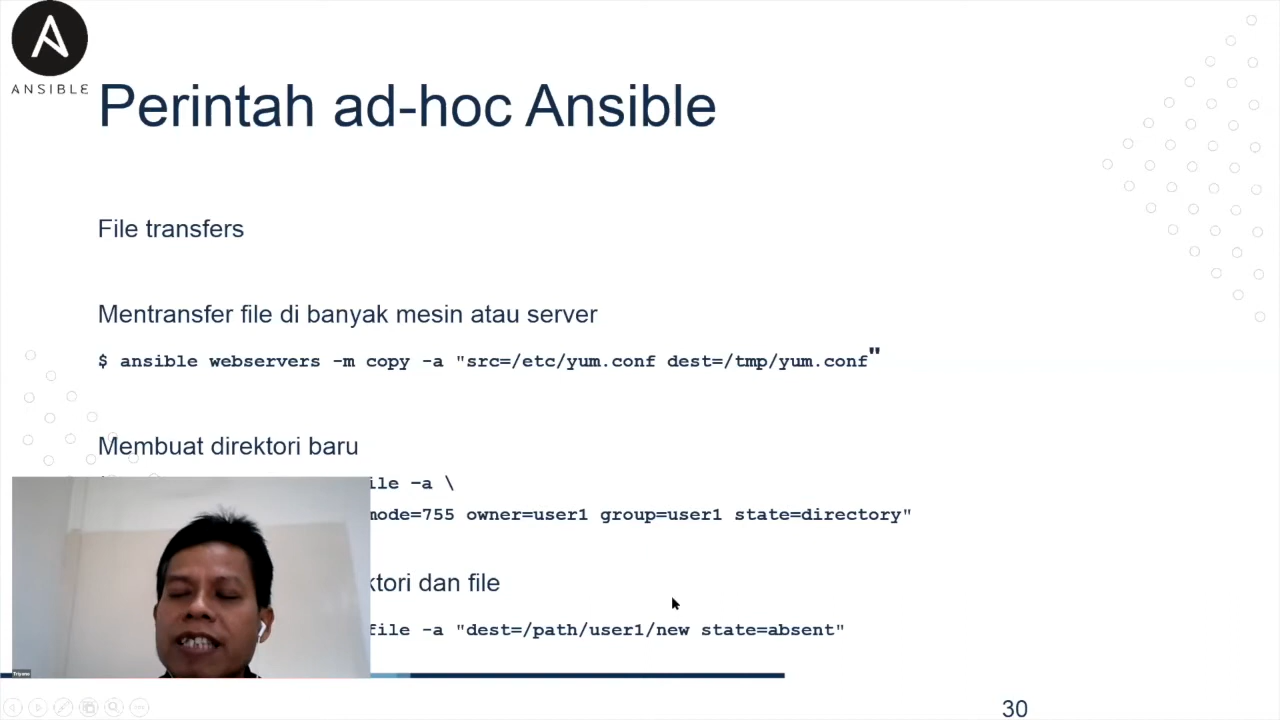 ANSIBLE
Perintah ad-hoc Ansible
File transfers
Mentransfer file di banyak mesin atau server
$ ansible webservers -m copy -a "src=/etc/yum.conf dest=/tmp/yum.conf"
Membuat direktori baru
-a \
mode=755 owner=user1 group=user1 state=directory"
dan file
file -a "dest=/path/user1/new state=absent"
30